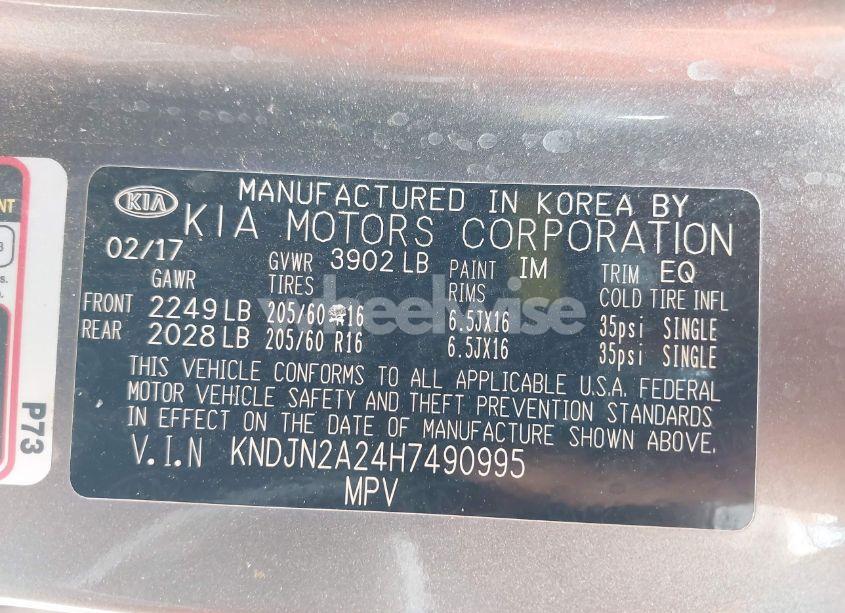 MANUFACTURED IN KOREA BY
KIA KIA MOTORS CORPORATION
02/17 GVWR 3902 LB PAINT IM TRIM EQ
GAWR TIRES RIMS COLD TIRE INFL
FRONT 2249 LB 205/60 R16 6.5JX16 35psi SINGLE
REAR 2028 LB 205/60 R16 6.5JX16 35psi SINGLE
THIS VEHICLE CONFORMS TO ALL APPLICABLE U.S.A. FEDERAL
MOTOR VEHICLE SAFETY AND THEFT PREVENTION STANDARDS
IN EFFECT ON THE DATE OF MANUFACTURE SHOWN ABOVE.
V.I.N KNDJN2A24H7490995
MPV
P73
wheelwise